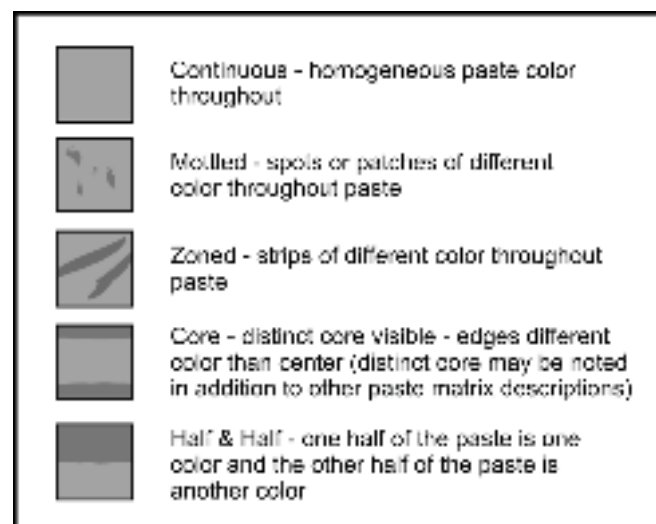 Continuous - homogeneous paste color
throughout
Mottled - spots or patches of different
color throughout paste
Zoned - strips of different color throughout
paste
Core - distinct core visible - edges different
color than center (distinct core may be noted
in addition to other paste matrix descriptions)
Half & Half - one half of the paste is one
color and the other half of the paste is
another color